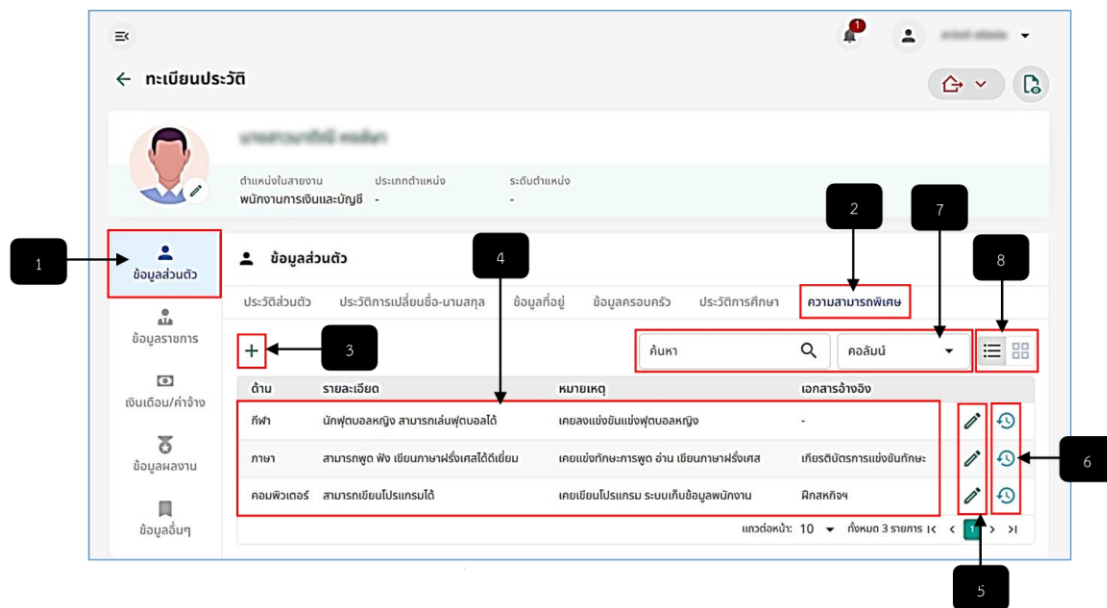 1
ทะเบียนประวัติ
ตำแหน่งในสายงาน ประเภทตำแหน่ง ระดับตำแหน่ง
พนักงานการเงินและบัญชี - -
2 7
1 4 8
ข้อมูลส่วนตัว ข้อมูลส่วนตัว
ประวัติส่วนตัว ประวัติการเปลี่ยนชื่อ-นามสกุล ข้อมูลที่อยู่ ข้อมูลครอบครัว ประวัติการศึกษา ความสามารถพิเศษ
ข้อมูลราชการ
3 ค้นหา คอลัมน์
ด้าน รายละเอียด หมายเหตุ เอกสารอ้างอิง
เงินเดือน/ค่าจ้าง
กีฬา นักฟุตบอลหญิง สามารถเล่นฟุตบอลได้ เคยลงแข่งขันแข่งฟุตบอลหญิง -
ภาษา สามารถพูด ฟัง เขียนภาษาฝรั่งเศสได้ดีเยี่ยม เคยแข่งทักษะการพูด อ่าน เขียนภาษาฝรั่งเศส เกียรติบัตรการแข่งขันทักษะ
ข้อมูลผลงาน 6
คอมพิวเตอร์ สามารถเขียนโปรแกรมได้ เคยเขียนโปรแกรม ระบบเก็บข้อมูลพนักงาน ฝึกสหกิจฯ
ข้อมูลอื่นๆ แถวต่อหน้า: 10 ทั้งหมด 3 รายการ 1
5